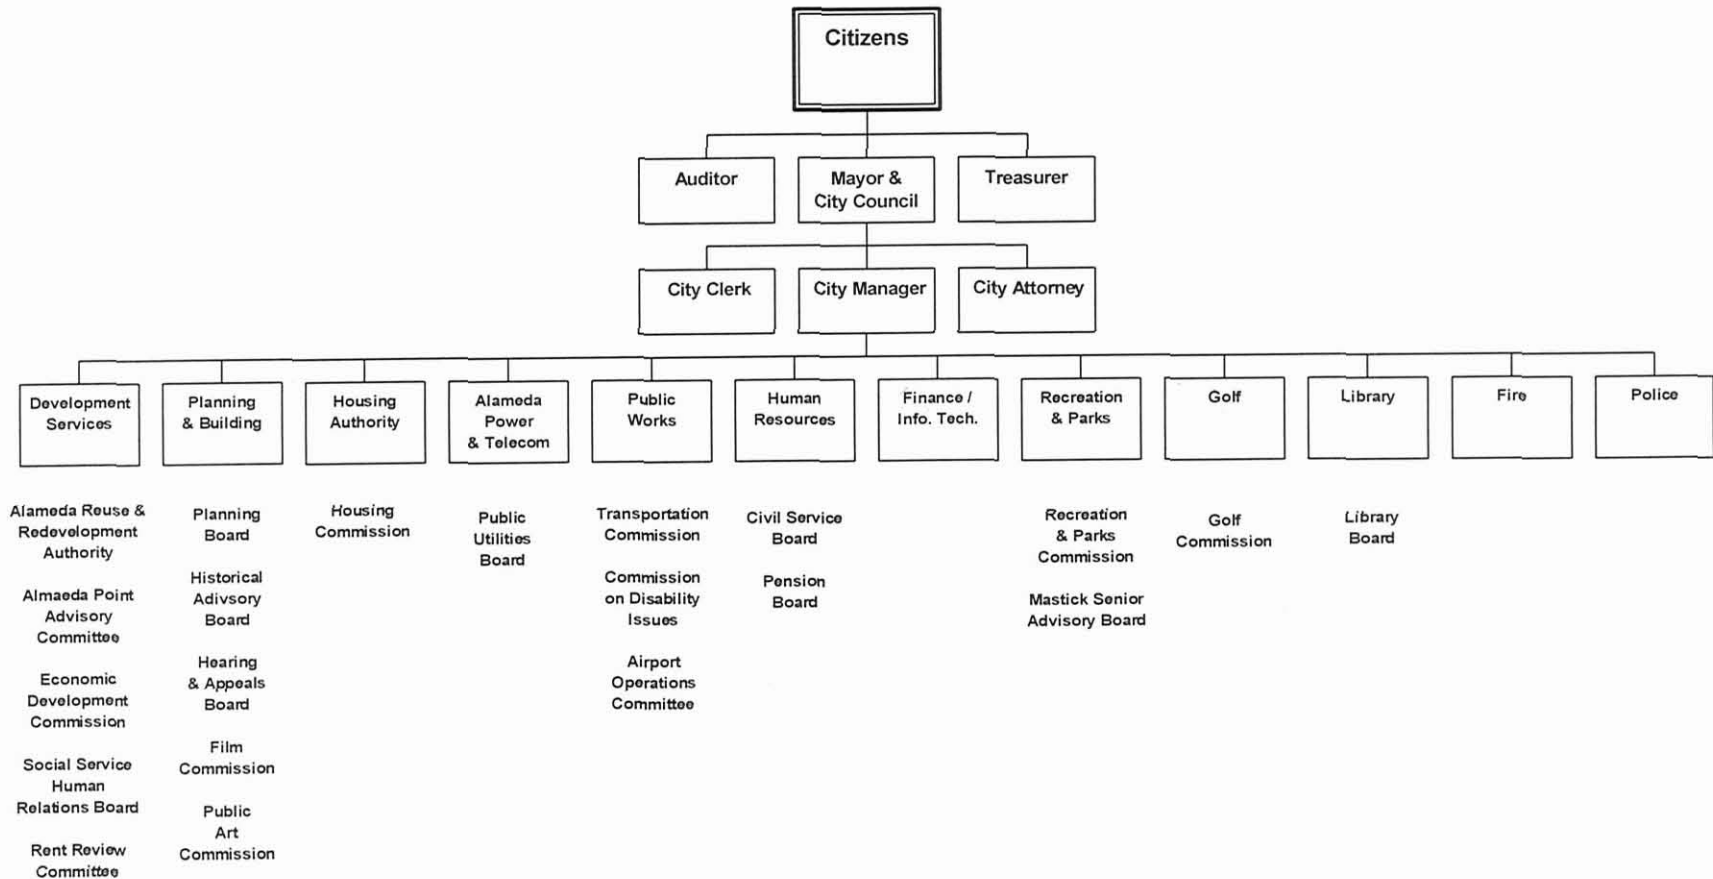 Citizens
Auditor
Mayor &
City Council
Treasurer
City Clerk
City Manager
City Attorney
Development
Services
Planning
& Building
Housing
Authority
Alameda
Power
& Telecom
Public
Works
Human
Resources
Finance /
Info. Tech.
Recreation
& Parks
Golf
Library
Fire
Police
Alameda Reuse &
Redevelopment
Authority
Almaeda Point
Advisory
Committee
Economic
Development
Commission
Social Service
Human
Relations Board
Rent Review
Committee
Planning
Board
Historical
Adivsory
Board
Hearing
& Appeals
Board
Film
Commission
Public
Art
Commission
Housing
Commission
Public
Utilities
Board
Transportation
Commission
Commission
on Disability
Issues
Airport
Operations
Committee
Civil Service
Board
Pension
Board
Recreation
& Parks
Commission
Mastick Senior
Advisory Board
Golf
Commission
Library
Board